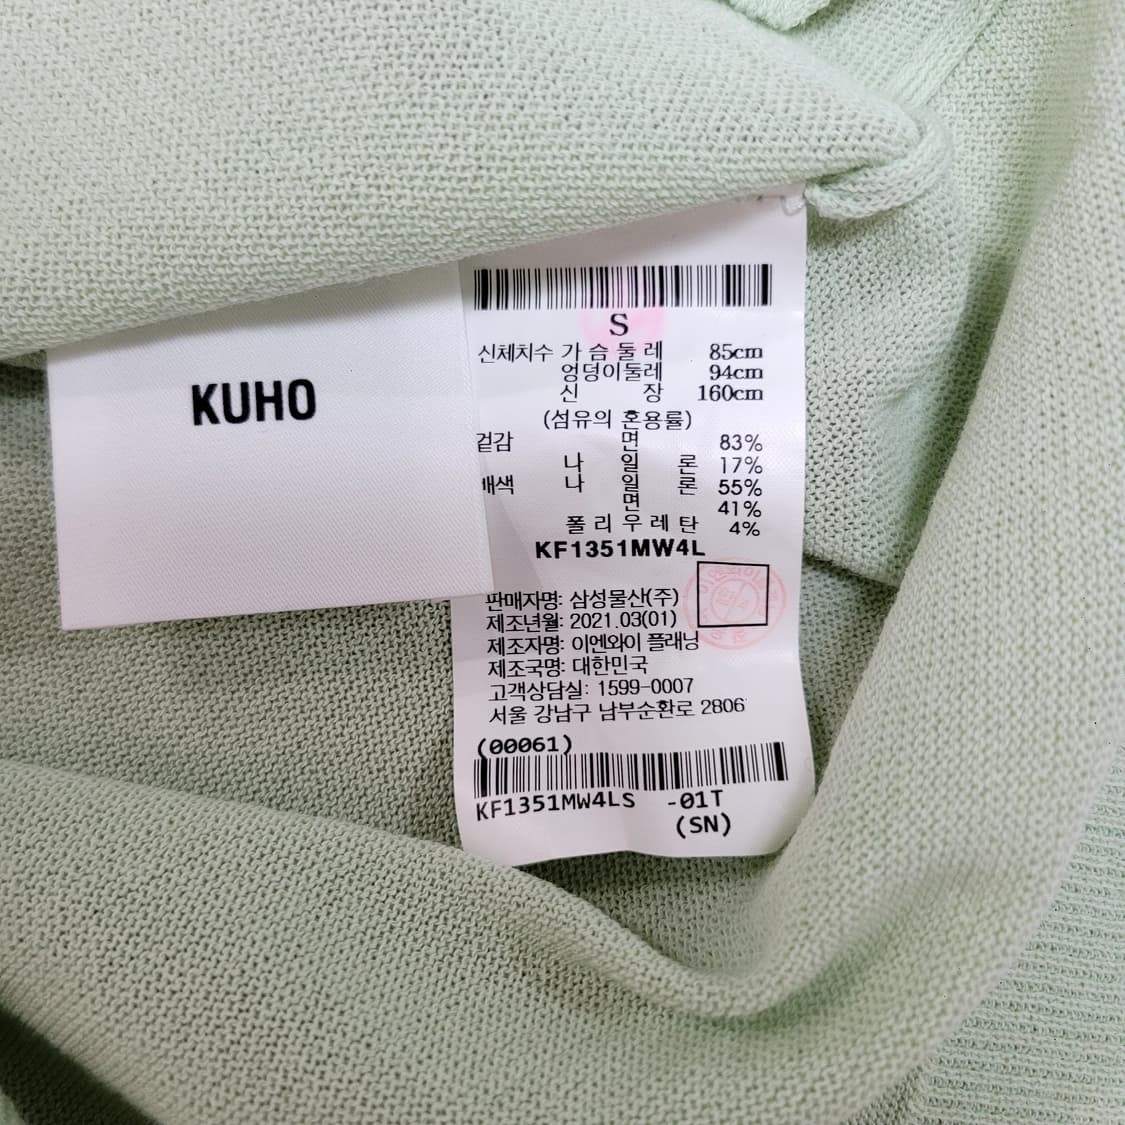 KUHO
S
신체치수 가 슴 둘 레 85cm
엉덩이둘레 94cm
신 장 160cm
(섬유의 혼용률)
겉감 면 83%
나 일 론 17%
배색 나 일 론 55%
면 41%
폴 리 우 레 탄 4%
KF1351MW4L
판매자명: 삼성물산(주)
제조년월: 2021.03(01)
제조자명: 이엔와이 플래닝
제조국명: 대한민국
고객상담실: 1599-0007
서울 강남구 남부순환로 2806
(00061)
KF1351MW4LS -01T
(SN)